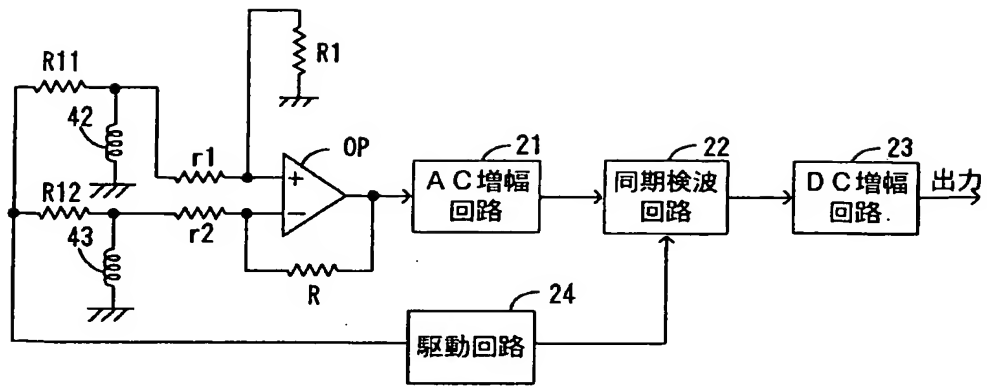 R1
R11
42
r1
OP
21
22
23
AC増幅
回路
同期検波
回路
DC増幅
回路
出力
R12
r2
43
R
24
駆動回路
+
−